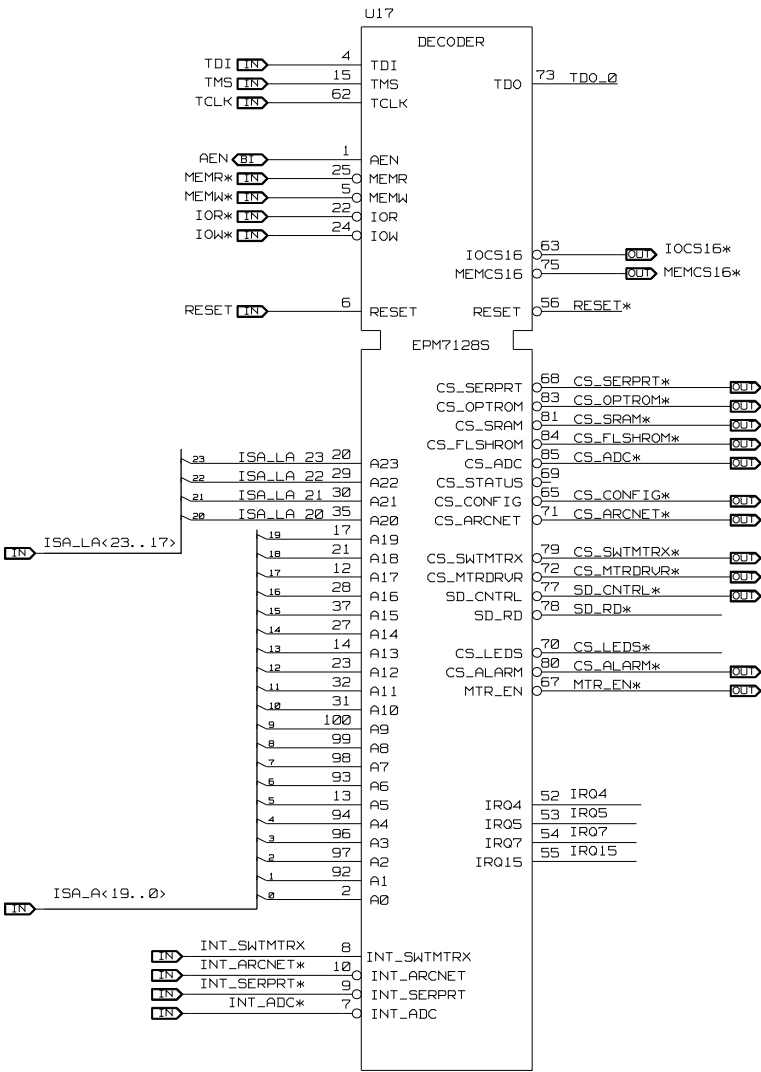 U17
DECODER
TDI IN 4 TDI
TMS IN 15 TMS TDO 73 TDO_0
TCLK IN 62 TCLK
AEN BI 1 AEN
MEMR* IN 25 MEMR
MEMW* IN 5 MEMW
IOR* IN 22 IOR
IOW* IN 24 IOW
IOCS16 63 OUT IOCS16*
MEMCS16 75 OUT MEMCS16*
RESET IN 6 RESET RESET 56 RESET*
EPM7128S
CS_SERPRT 68 CS_SERPRT* OUT
CS_OPTROM 83 CS_OPTROM* OUT
CS_SRAM 81 CS_SRAM* OUT
CS_FLSHROM 84 CS_FLSHROM* OUT
23 ISA_LA 23 20 A23 CS_ADC 85 CS_ADC* OUT
22 ISA_LA 22 29 A22 CS_STATUS 69
21 ISA_LA 21 30 A21 CS_CONFIG 65 CS_CONFIG* OUT
20 ISA_LA 20 35 A20 CS_ARCNET 71 CS_ARCNET* OUT
19 17 A19
IN ISA_LA<23..17>
18 21 A18 CS_SWTMTRX 79 CS_SWTMTRX* OUT
17 12 A17 CS_MTRDRVR 72 CS_MTRDRVR* OUT
16 28 A16 SD_CNTRL 77 SD_CNTRL* OUT
15 37 A15 SD_RD 78 SD_RD*
14 27 A14
13 14 A13 CS_LEDS 70 CS_LEDS*
12 23 A12 CS_ALARM 80 CS_ALARM* OUT
11 32 A11 MTR_EN 67 MTR_EN* OUT
10 31 A10
9 100 A9
8 99 A8
7 98 A7
6 93 A6
5 13 A5 IRQ4 52 IRQ4
4 94 A4 IRQ5 53 IRQ5
3 96 A3 IRQ7 54 IRQ7
2 97 A2 IRQ15 55 IRQ15
1 92 A1
0 2 A0
IN ISA_A<19..0>
IN INT_SWTMTRX 8 INT_SWTMTRX
IN INT_ARCNET* 10 INT_ARCNET
IN INT_SERPRT* 9 INT_SERPRT
IN INT_ADC* 7 INT_ADC